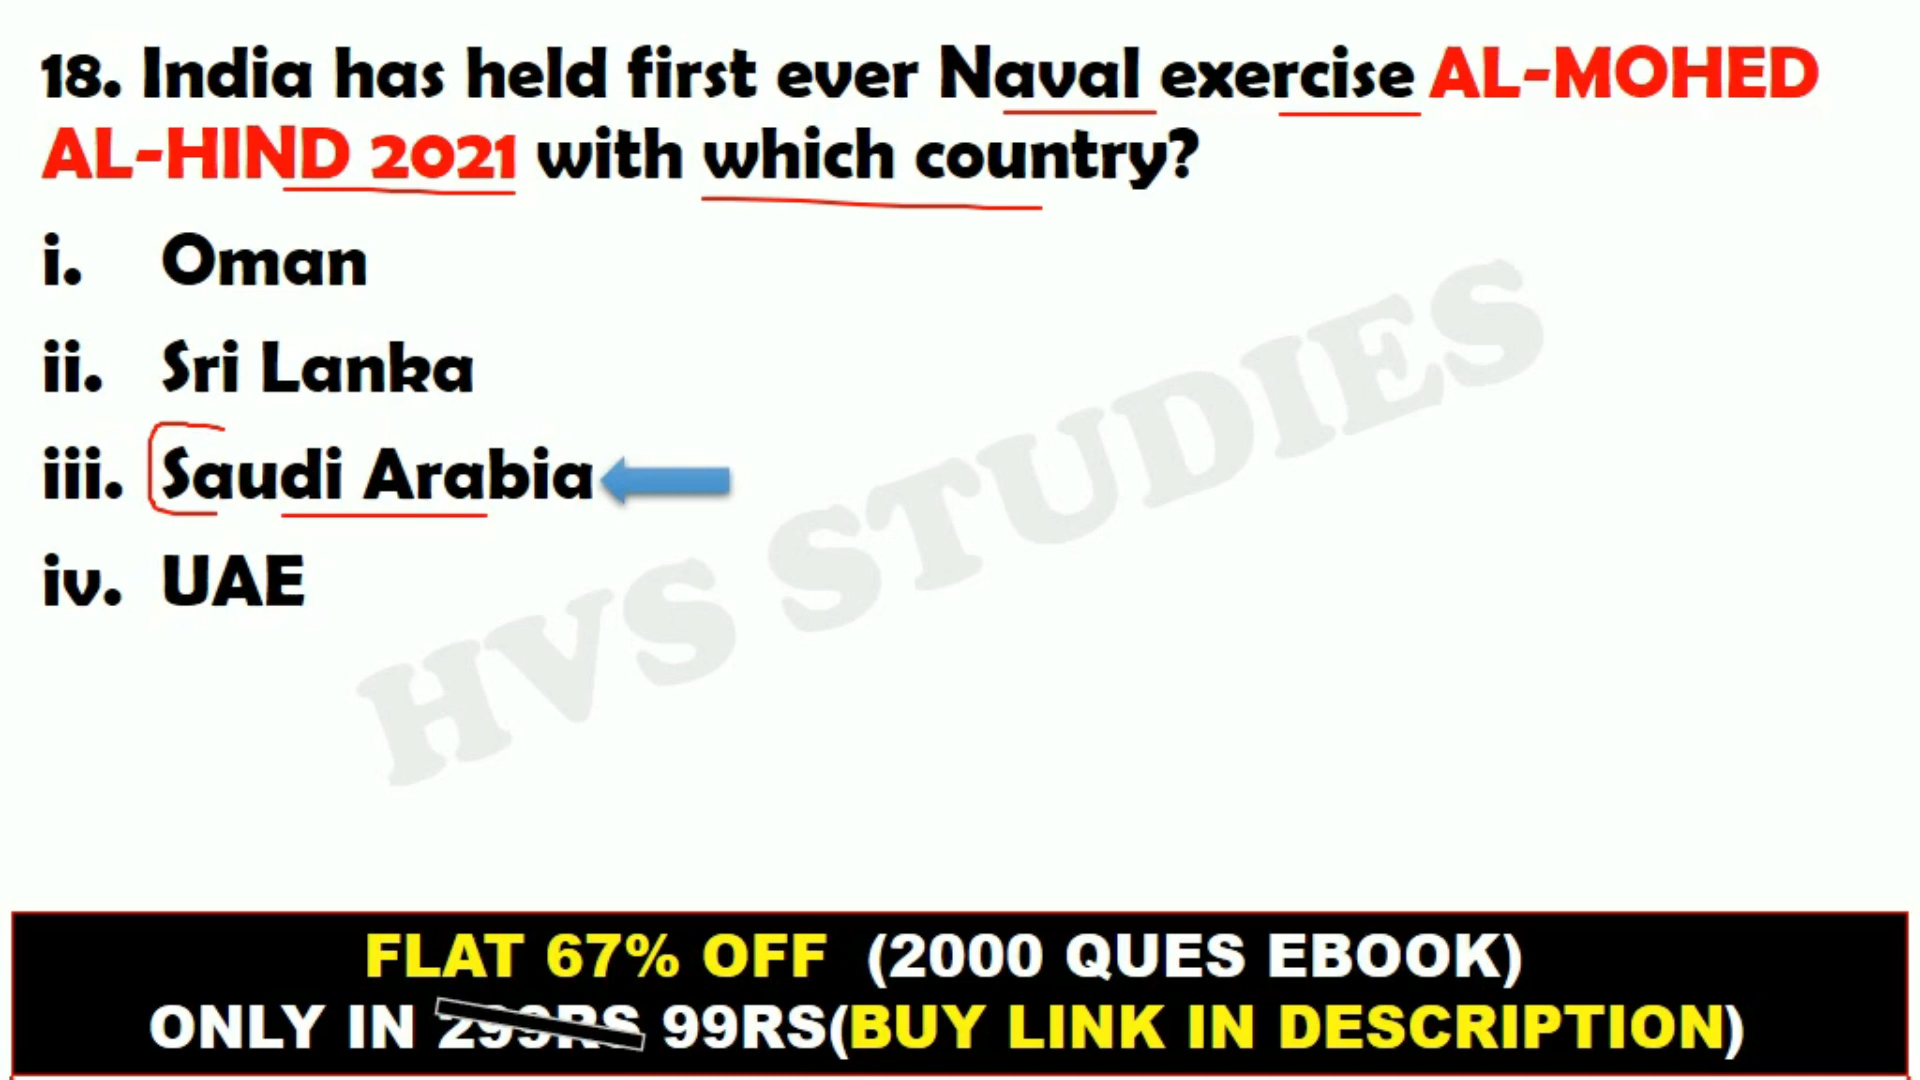 18. India has held first ever Naval exercise AL-MOHED
AL-HIND 2021 with which country?
i. Oman
ii. Sri Lanka
iii. Saudi Arabia
iv. UAE
HVS STUDIES
FLAT 67% OFF (2000 QUES EBOOK)
ONLY IN 299RS 99RS(BUY LINK IN DESCRIPTION)